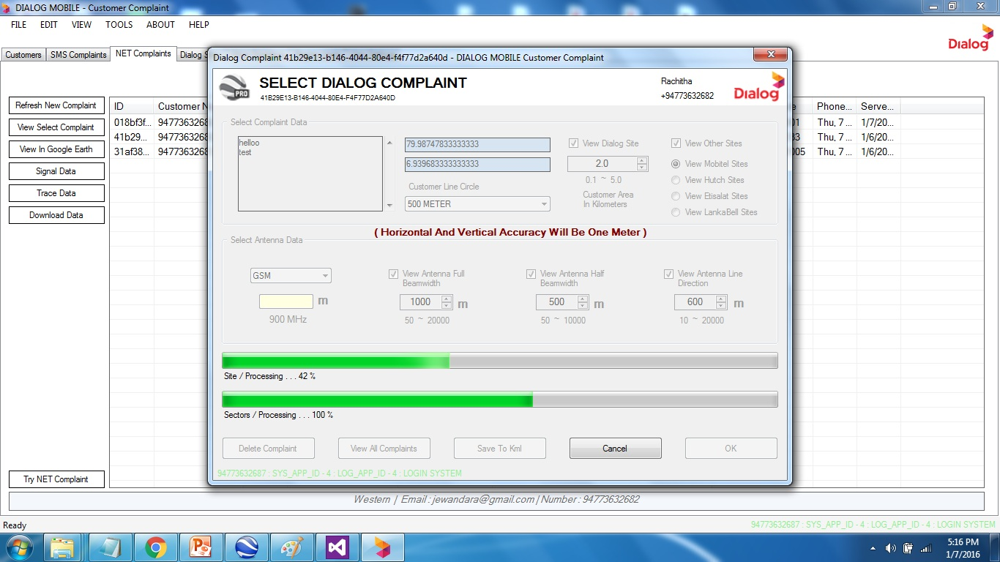 DIALOG MOBILE - Customer Complaint
FILE EDIT VIEW TOOLS ABOUT HELP
Dialog
Customers SMS Complaints NET Complaints Dialog S
Refresh New Complaint
View Select Complaint
View In Google Earth
Signal Data
Trace Data
Download Data
Try NET Complaint
ID Customer N
018bf3f... 9477363268
41b29... 9477363268
31af38... 9477363268
e Phone... Serve...
01 Thu, 7 ... 1/7/20...
33 Thu, 7 ... 1/6/20...
005 Thu, 7 ... 1/6/20...
Dialog Complaint 41b29e13-b146-4044-80e4-f4f77d2a640d - DIALOG MOBILE Customer Complaint
PRO
SELECT DIALOG COMPLAINT
41B29E13-B146-4044-80E4-F4F77D2A640D
Rachitha
+94773632682
Dialog
Select Complaint Data
helloo
test
79.98747833333333
6.939683333333333
Customer Line Circle
500 METER
View Dialog Site
2.0
0.1 ~ 5.0
Customer Area
In Kilometers
View Other Sites
View Mobitel Sites
View Hutch Sites
View Etisalat Sites
View LankaBell Sites
( Horizontal And Vertical Accuracy Will Be One Meter )
Select Antenna Data
GSM
m
900 MHz
View Antenna Full
Beamwidth
1000 m
50 ~ 20000
View Antenna Half
Beamwidth
500 m
50 ~ 10000
View Antenna Line
Direction
600 m
10 ~ 20000
Site / Processing . . . 42 %
Sectors / Processing . . . 100 %
Delete Complaint View All Complaints Save To Kml Cancel OK
94773632687 : SYS_APP_ID - 4 : LOG_APP_ID - 4 : LOGIN SYSTEM
Western | Email : jewandara@gmail.com | Number : 94773632682
Ready
94773632687 : SYS_APP_ID - 4 : LOG_APP_ID - 4 : LOGIN SYSTEM
5:16 PM
1/7/2016